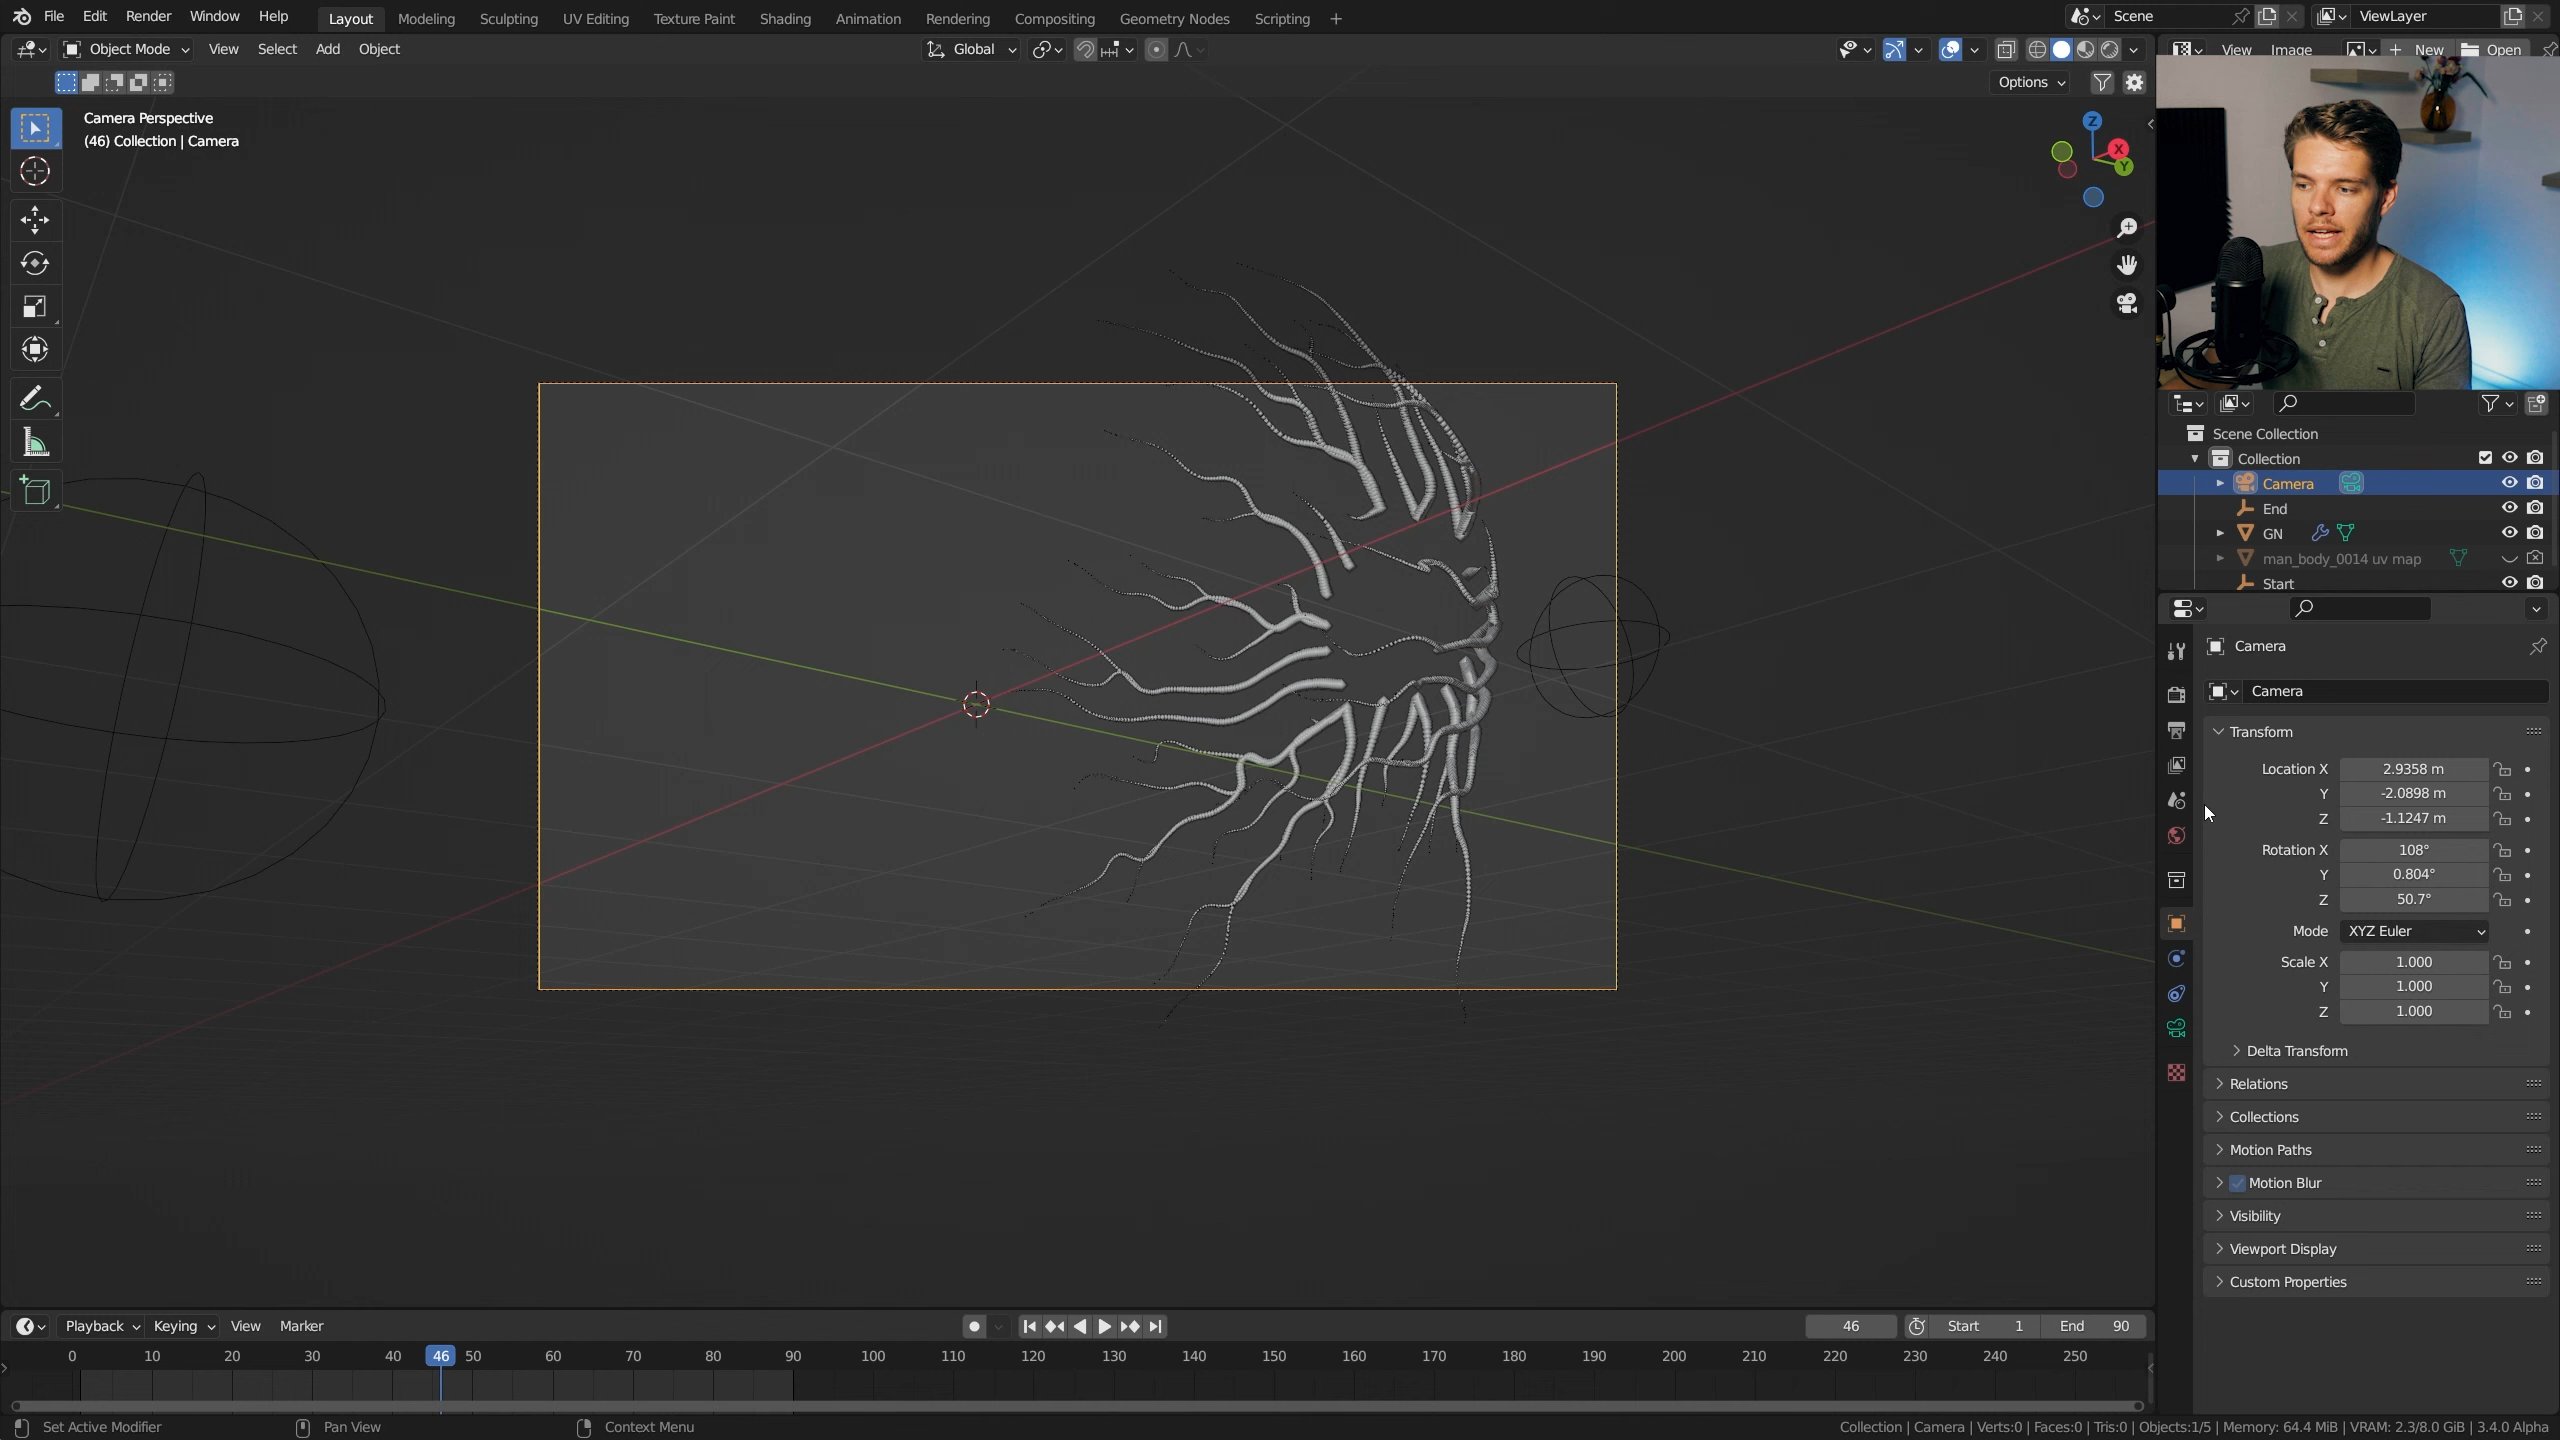 File Edit Render Window Help Layout Modeling Sculpting UV Editing Texture Paint Shading Animation Rendering Compositing Geometry Nodes Scripting + Scene ViewLayer
Object Mode View Select Add Object Global View Image New Open
Options
Camera Perspective
(46) Collection | Camera
Z
X
Y
Scene Collection
Collection
Camera
End
GN
man_body_0014 uv map
Start
Camera
Camera
Transform
Location X 2.9358 m
Y -2.0898 m
Z -1.1247 m
Rotation X 108°
Y 0.804°
Z 50.7°
Mode XYZ Euler
Scale X 1.000
Y 1.000
Z 1.000
Delta Transform
Relations
Collections
Motion Paths
Motion Blur
Visibility
Viewport Display
Custom Properties
Playback Keying View Marker 46 Start 1 End 90
0 10 20 30 40 46 50 60 70 80 90 100 110 120 130 140 150 160 170 180 190 200 210 220 230 240 250
Set Active Modifier Pan View Context Menu Collection | Camera | Verts:0 | Faces:0 | Tris:0 | Objects:1/5 | Memory: 64.4 MiB | VRAM: 2.3/8.0 GiB | 3.4.0 Alpha